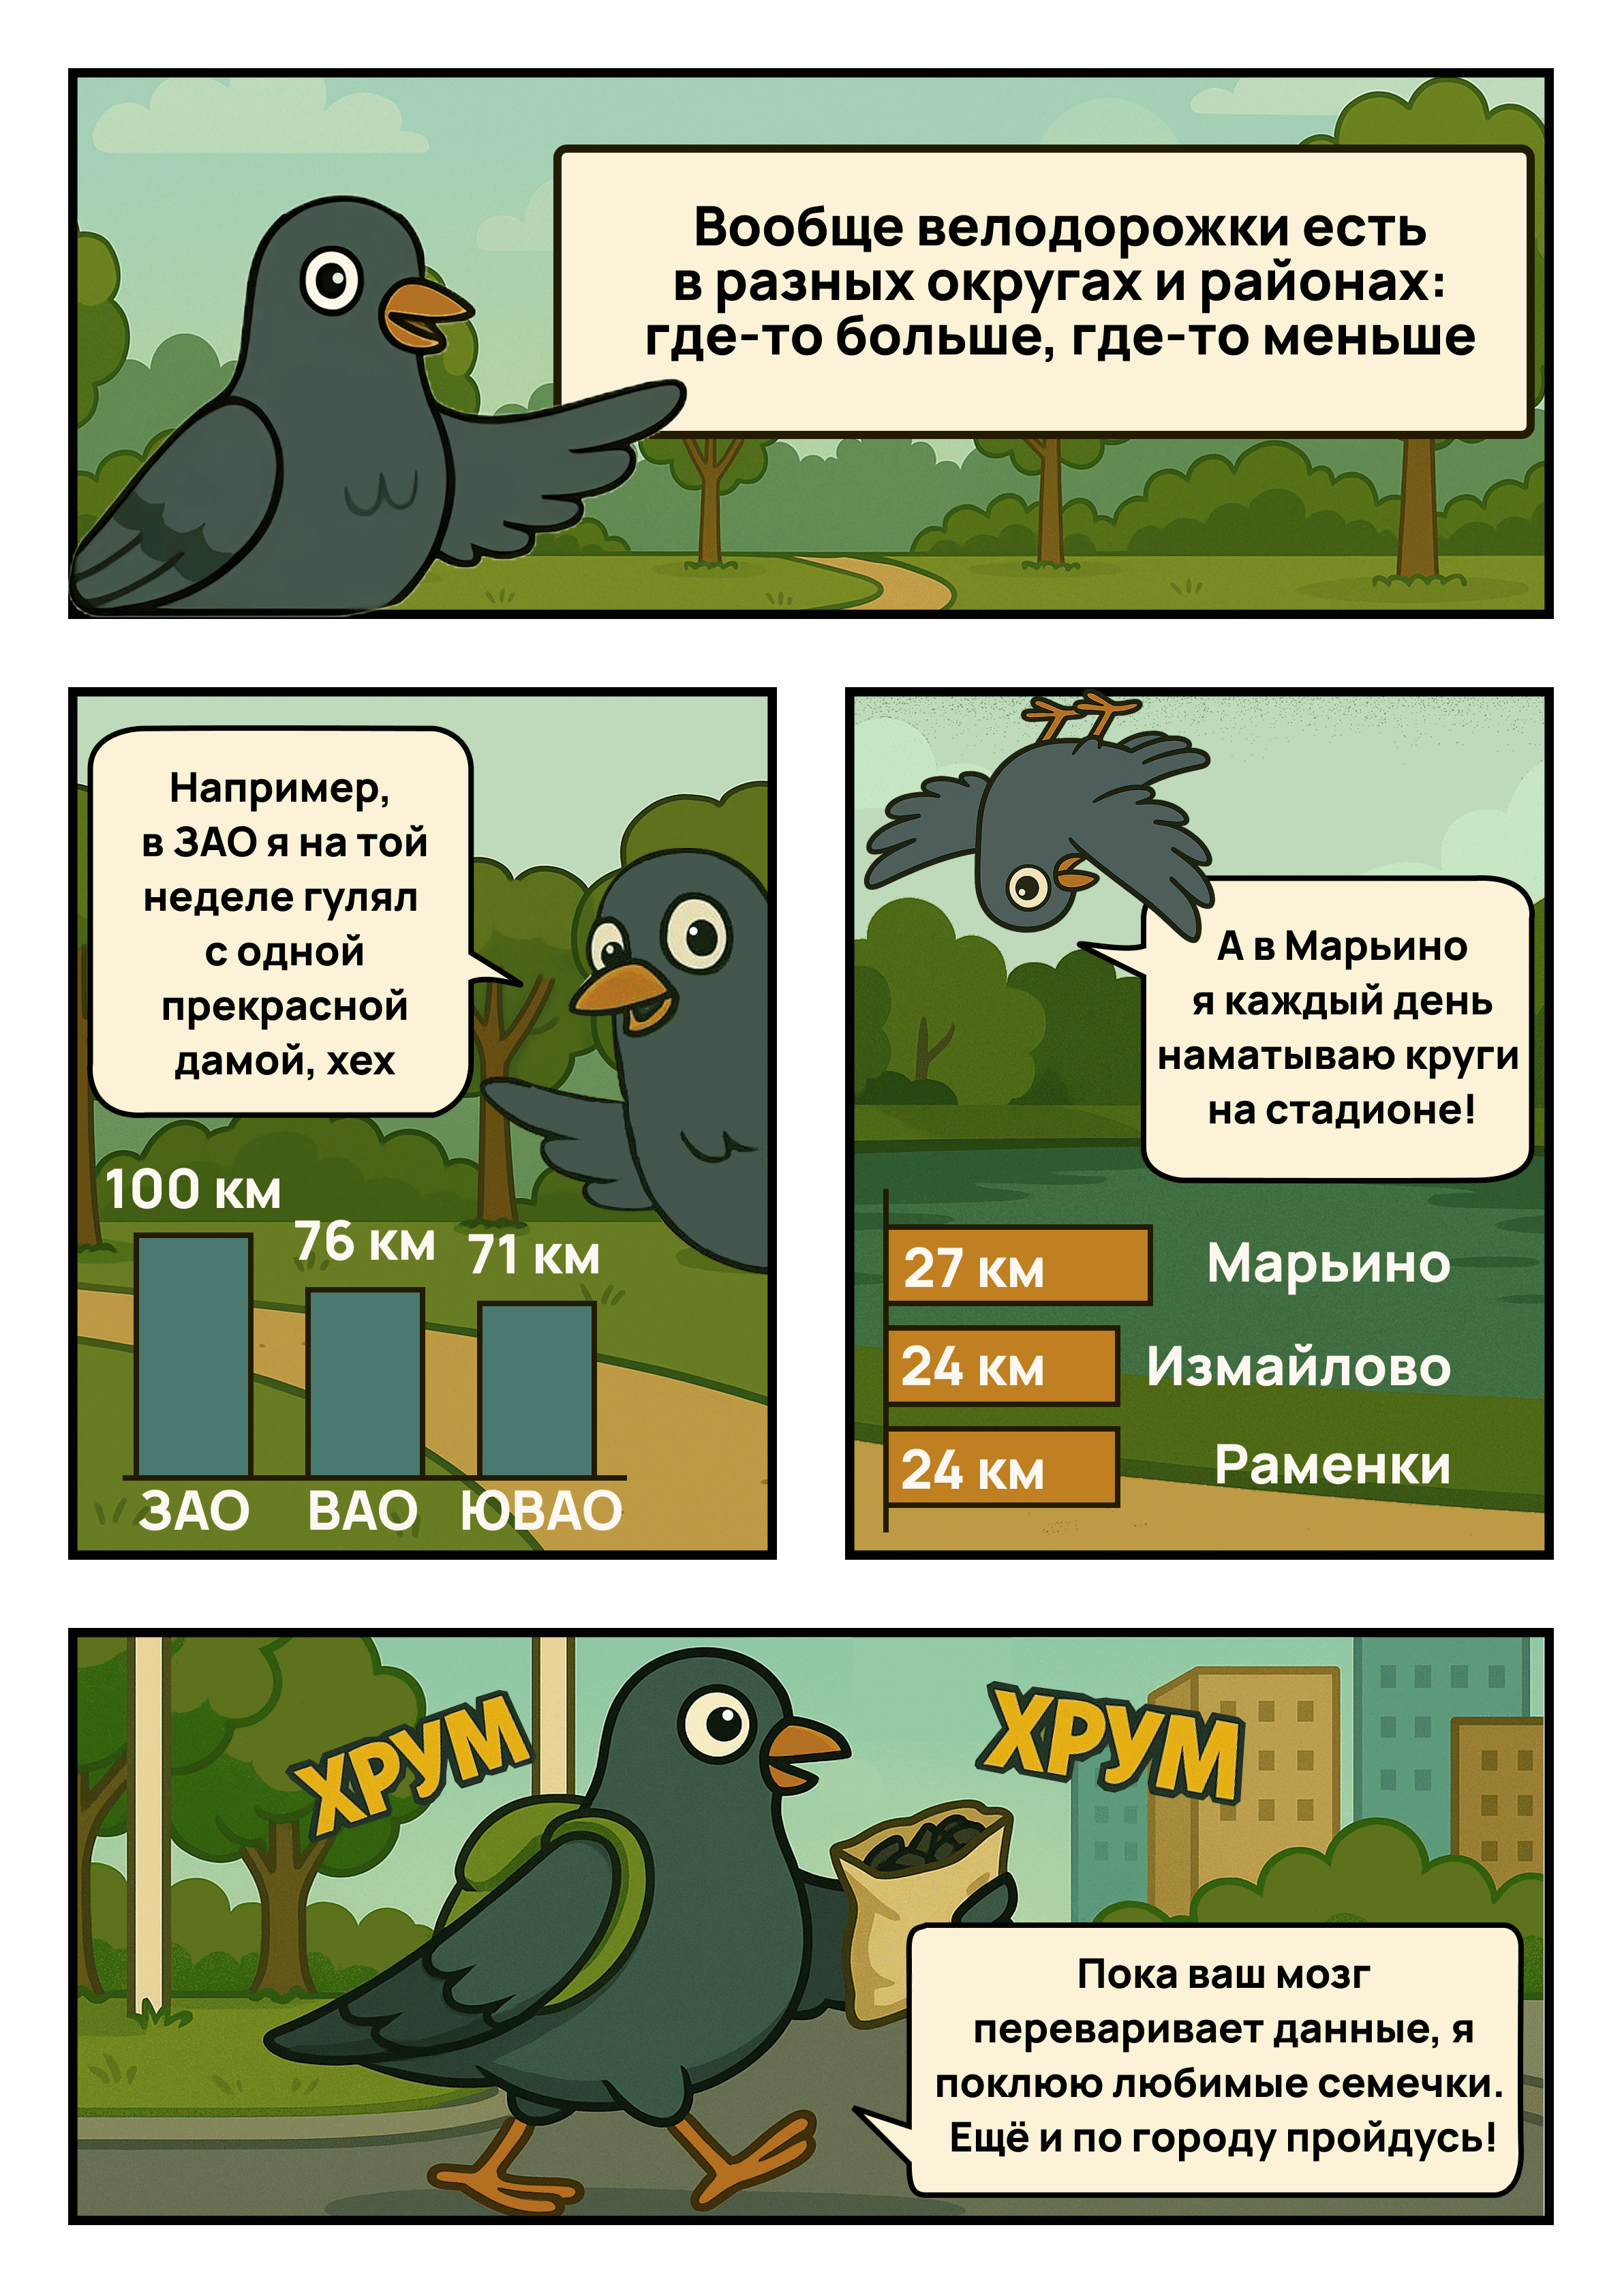 Вообще велодорожки есть
в разных округах и районах:
где-то больше, где-то меньше
Например,
в ЗАО я на той
неделе гулял
с одной
прекрасной
дамой, хех
100 км
76 км
71 км
ЗАО ВАО ЮВАО
А в Марьино
я каждый день
наматываю круги
на стадионе!
27 км Марьино
24 км Измайлово
24 км Раменки
ХРУМ
ХРУМ
Пока ваш мозг
переваривает данные, я
поклюю любимые семечки.
Ещё и по городу пройдусь!